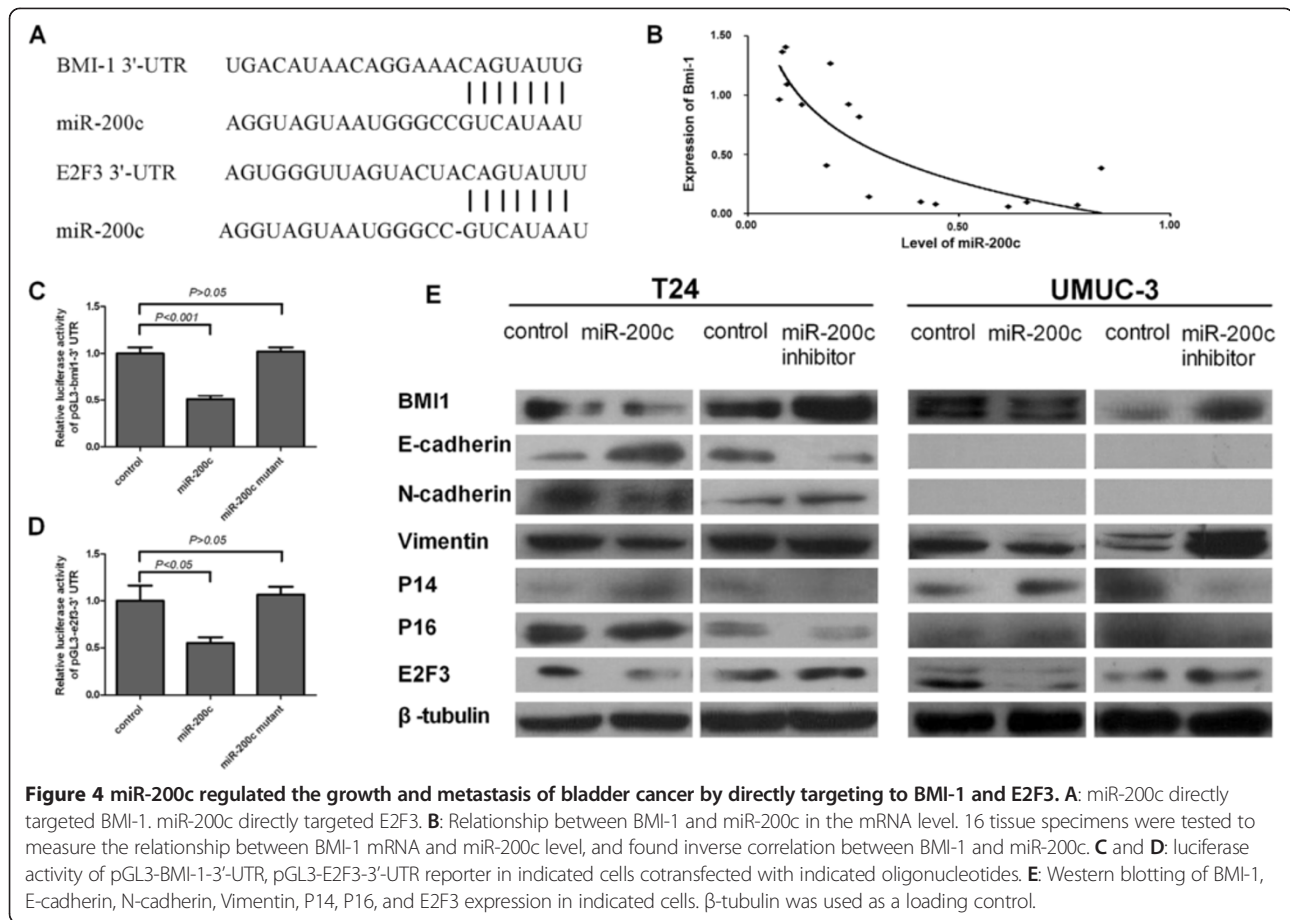 A
BMI-1 3'-UTR UGACAUAACAGGAAACAGUAUUG
miR-200c AGGUAGUAAUGGGCCGUCAUAAU
E2F3 3'-UTR AGUGGGUUAGUACUACAGUAUUU
miR-200c AGGUAGUAAUGGGCC-GUCAUAAU
B
Expression of Bmi-1
1.50
1.00
0.50
0.00
0.00 0.50 1.00
Level of miR-200c
C
Relative luciferase activity
of pGL3-bmi1-3' UTR
1.5
1.0
0.5
0.0
P>0.05
P<0.001
control miR-200c miR-200c mutant
D
Relative luciferase activity
of pGL3-e2f3-3' UTR
1.5
1.0
0.5
0.0
P>0.05
P<0.05
control miR-200c miR-200c mutant
E
T24 UMUC-3
control miR-200c control miR-200c control miR-200c control miR-200c
inhibitor inhibitor
BMI1
E-cadherin
N-cadherin
Vimentin
P14
P16
E2F3
β -tubulin
Figure 4 miR-200c regulated the growth and metastasis of bladder cancer by directly targeting to BMI-1 and E2F3. A: miR-200c directly
targeted BMI-1. miR-200c directly targeted E2F3. B: Relationship between BMI-1 and miR-200c in the mRNA level. 16 tissue specimens were tested to
measure the relationship between BMI-1 mRNA and miR-200c level, and found inverse correlation between BMI-1 and miR-200c. C and D: luciferase
activity of pGL3-BMI-1-3′-UTR, pGL3-E2F3-3′-UTR reporter in indicated cells cotransfected with indicated oligonucleotides. E: Western blotting of BMI-1,
E-cadherin, N-cadherin, Vimentin, P14, P16, and E2F3 expression in indicated cells. β-tubulin was used as a loading control.